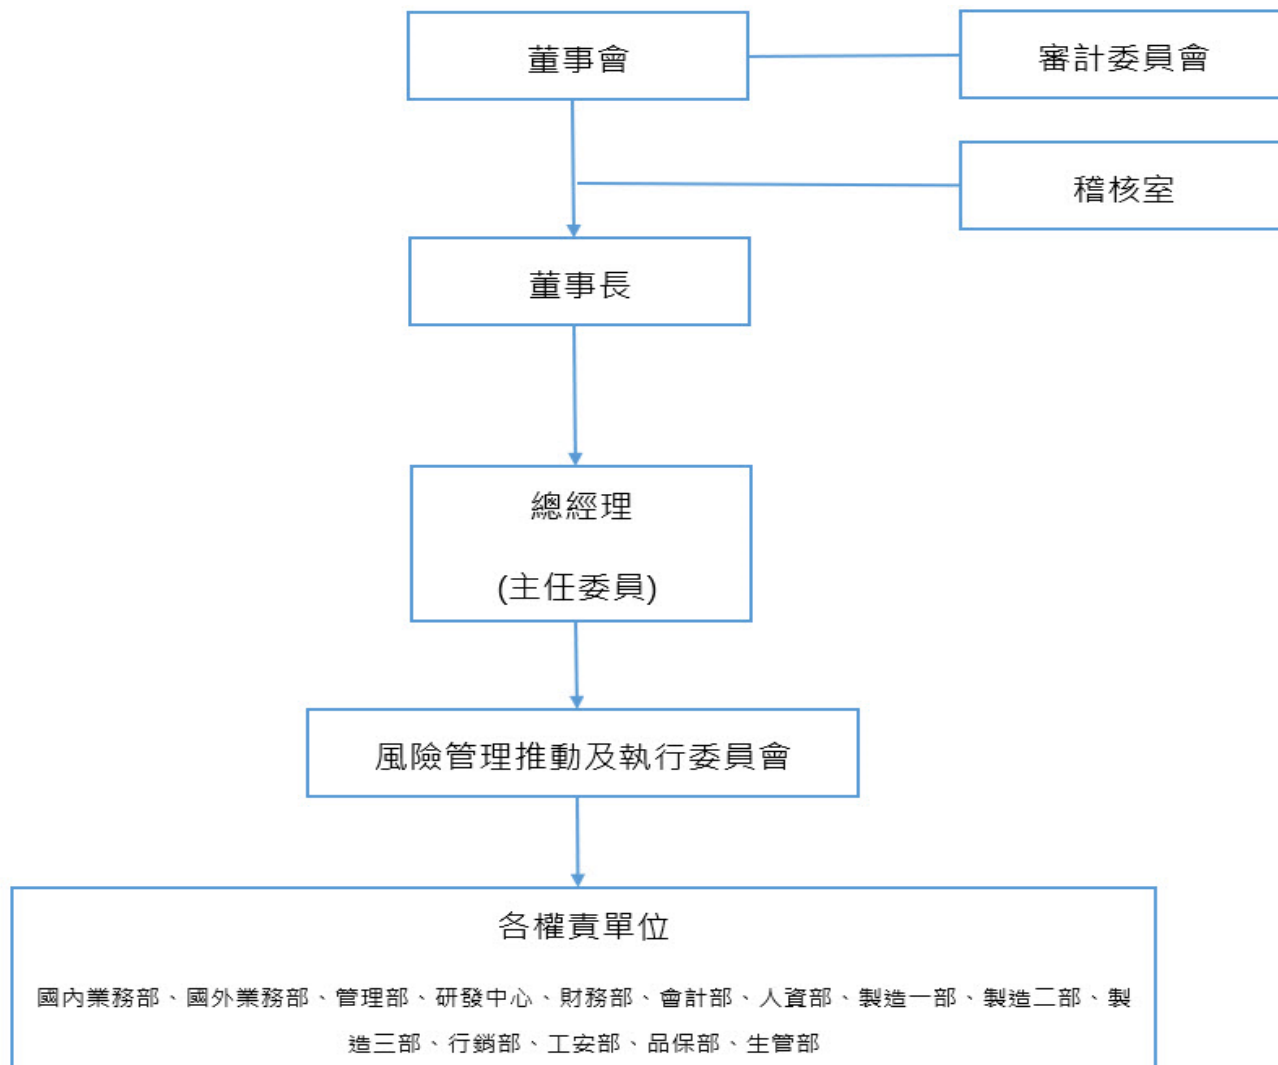 董事會
審計委員會
稽核室
董事長
總經理
(主任委員)
風險管理推動及執行委員會
各權責單位
國內業務部、國外業務部、管理部、研發中心、財務部、會計部、人資部、製造一部、製造二部、製
造三部、行銷部、工安部、品保部、生管部